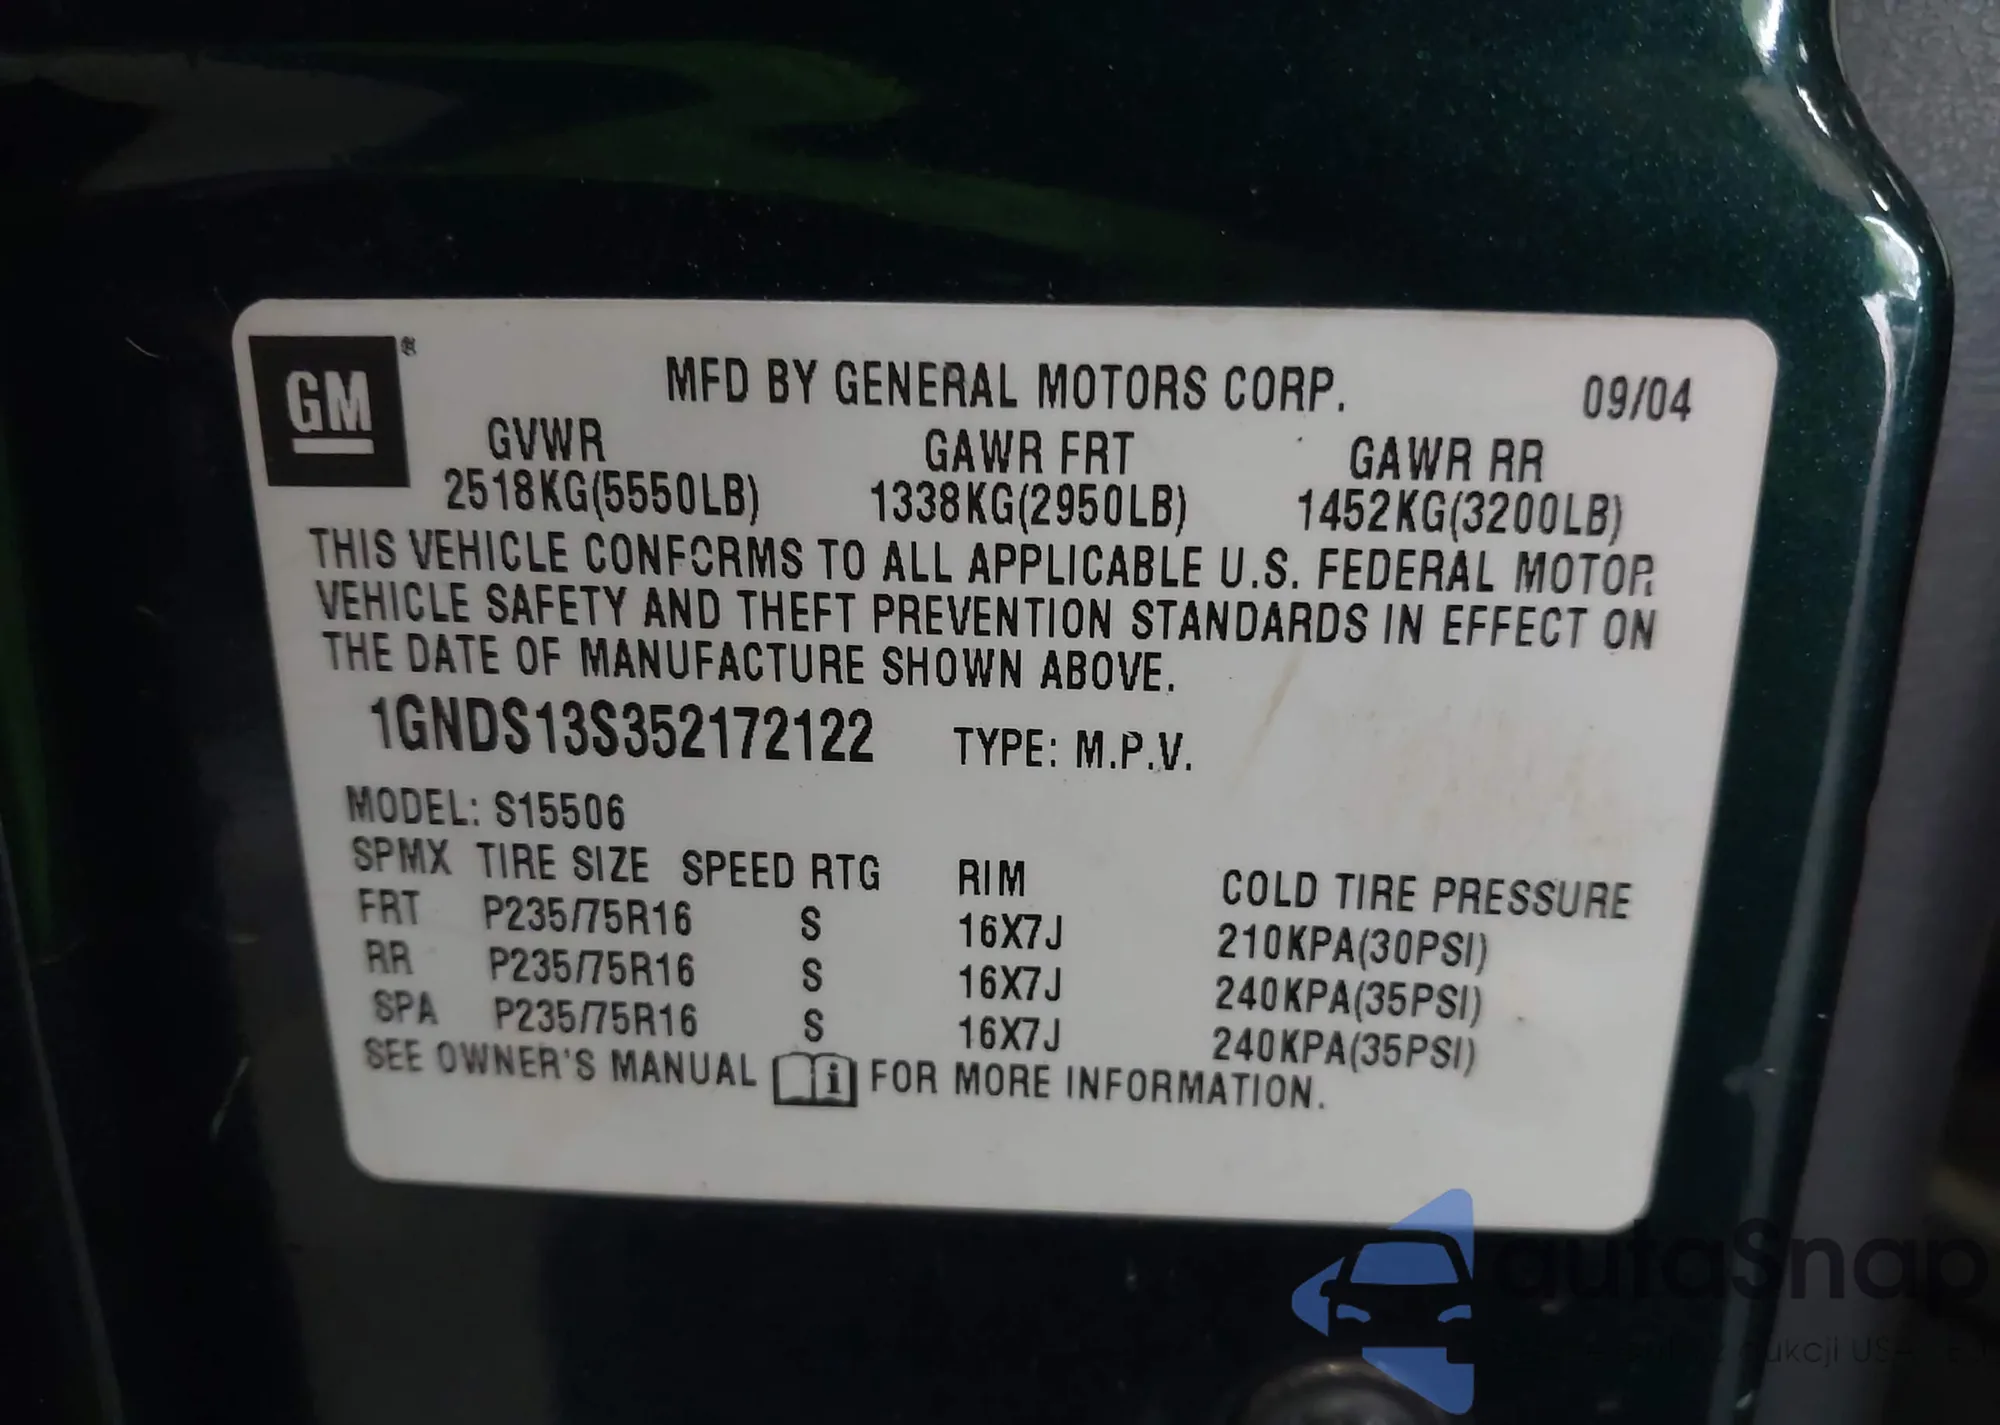 GM ®
MFD BY GENERAL MOTORS CORP. 09/04
GVWR GAWR FRT GAWR RR
2518KG(5550LB) 1338KG(2950LB) 1452KG(3200LB)
THIS VEHICLE CONFORMS TO ALL APPLICABLE U.S. FEDERAL MOTOR
VEHICLE SAFETY AND THEFT PREVENTION STANDARDS IN EFFECT ON
THE DATE OF MANUFACTURE SHOWN ABOVE.
1GNDS13S352172122 TYPE: M.P.V.
MODEL: S15506
SPMX TIRE SIZE SPEED RTG RIM COLD TIRE PRESSURE
FRT P235/75R16 S 16X7J 210KPA(30PSI)
RR P235/75R16 S 16X7J 240KPA(35PSI)
SPA P235/75R16 S 16X7J 240KPA(35PSI)
SEE OWNER'S MANUAL i FOR MORE INFORMATION.
autaSnap